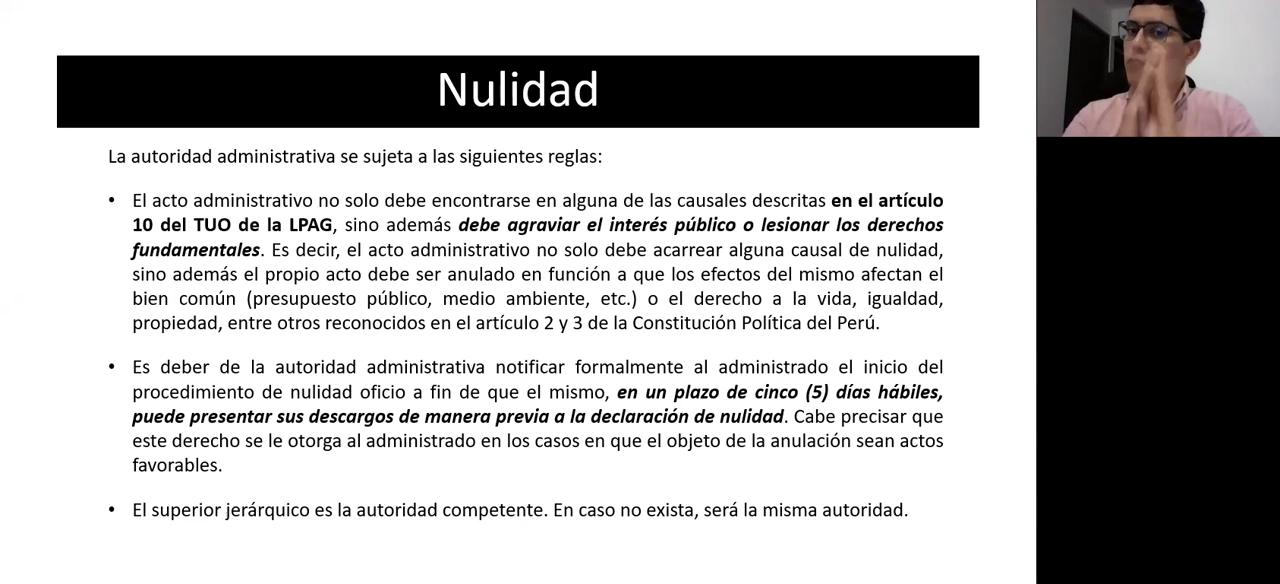 Nulidad
La autoridad administrativa se sujeta a las siguientes reglas:
• El acto administrativo no solo debe encontrarse en alguna de las causales descritas en el artículo
10 del TUO de la LPAG, sino además debe agraviar el interés público o lesionar los derechos
fundamentales. Es decir, el acto administrativo no solo debe acarrear alguna causal de nulidad,
sino además el propio acto debe ser anulado en función a que los efectos del mismo afectan el
bien común (presupuesto público, medio ambiente, etc.) o el derecho a la vida, igualdad,
propiedad, entre otros reconocidos en el artículo 2 y 3 de la Constitución Política del Perú.
• Es deber de la autoridad administrativa notificar formalmente al administrado el inicio del
procedimiento de nulidad oficio a fin de que el mismo, en un plazo de cinco (5) días hábiles,
puede presentar sus descargos de manera previa a la declaración de nulidad. Cabe precisar que
este derecho se le otorga al administrado en los casos en que el objeto de la anulación sean actos
favorables.
• El superior jerárquico es la autoridad competente. En caso no exista, será la misma autoridad.